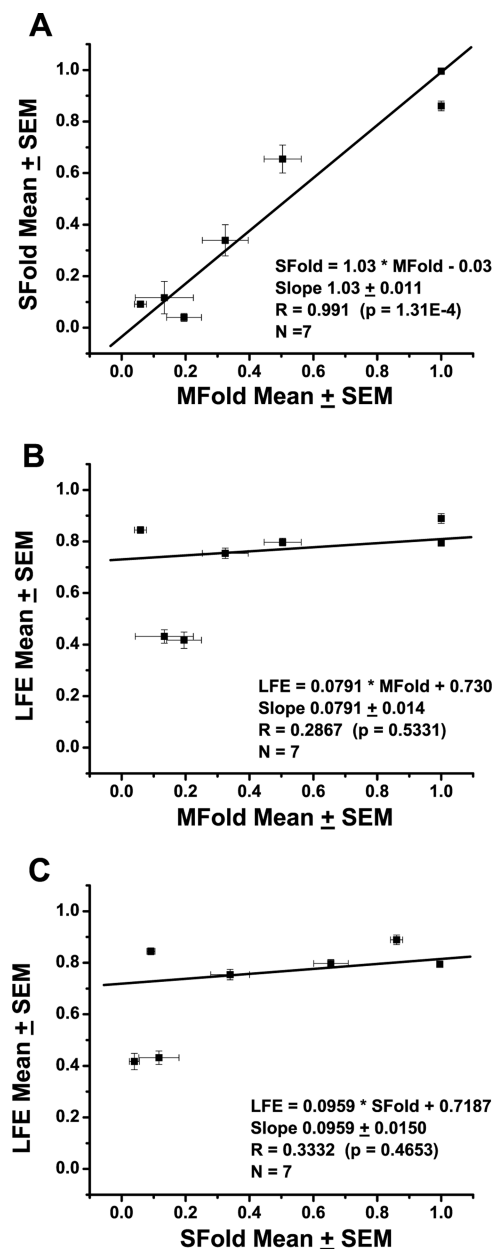 A
1.0
0.8
0.6
0.4
0.2
0.0
SFold Mean ± SEM
SFold = 1.03 * MFold - 0.03
Slope 1.03 ± 0.011
R = 0.991 (p = 1.31E-4)
N =7
0.0 0.2 0.4 0.6 0.8 1.0
MFold Mean ± SEM
B
1.0
0.8
0.6
0.4
0.2
0.0
LFE Mean ± SEM
LFE = 0.0791 * MFold + 0.730
Slope 0.0791 ± 0.014
R = 0.2867 (p = 0.5331)
N = 7
0.0 0.2 0.4 0.6 0.8 1.0
MFold Mean ± SEM
C
1.0
0.8
0.6
0.4
0.2
0.0
LFE Mean ± SEM
LFE = 0.0959 * SFold + 0.7187
Slope 0.0959 ± 0.0150
R = 0.3332 (p = 0.4653)
N = 7
0.0 0.2 0.4 0.6 0.8 1.0
SFold Mean ± SEM